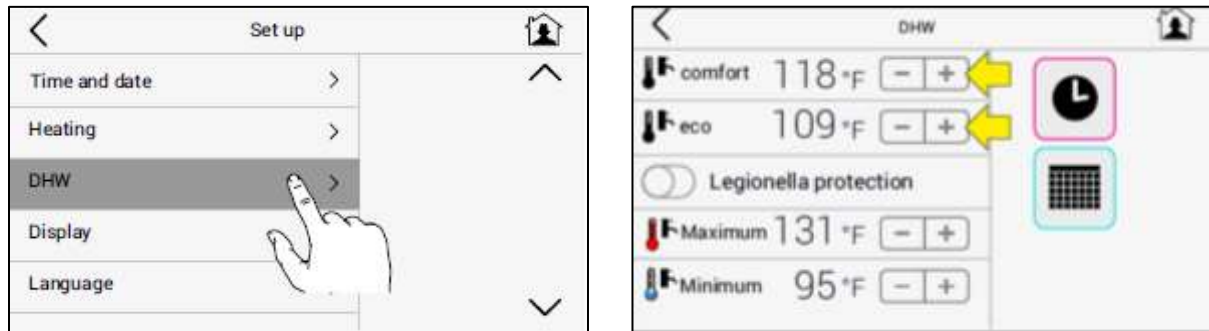 Set up
Time and date
Heating
DHW
Display
Language
DHW
comfort 118 °F - +
eco 109 °F - +
Legionella protection
Maximum 131 °F - +
Minimum 95 °F - +